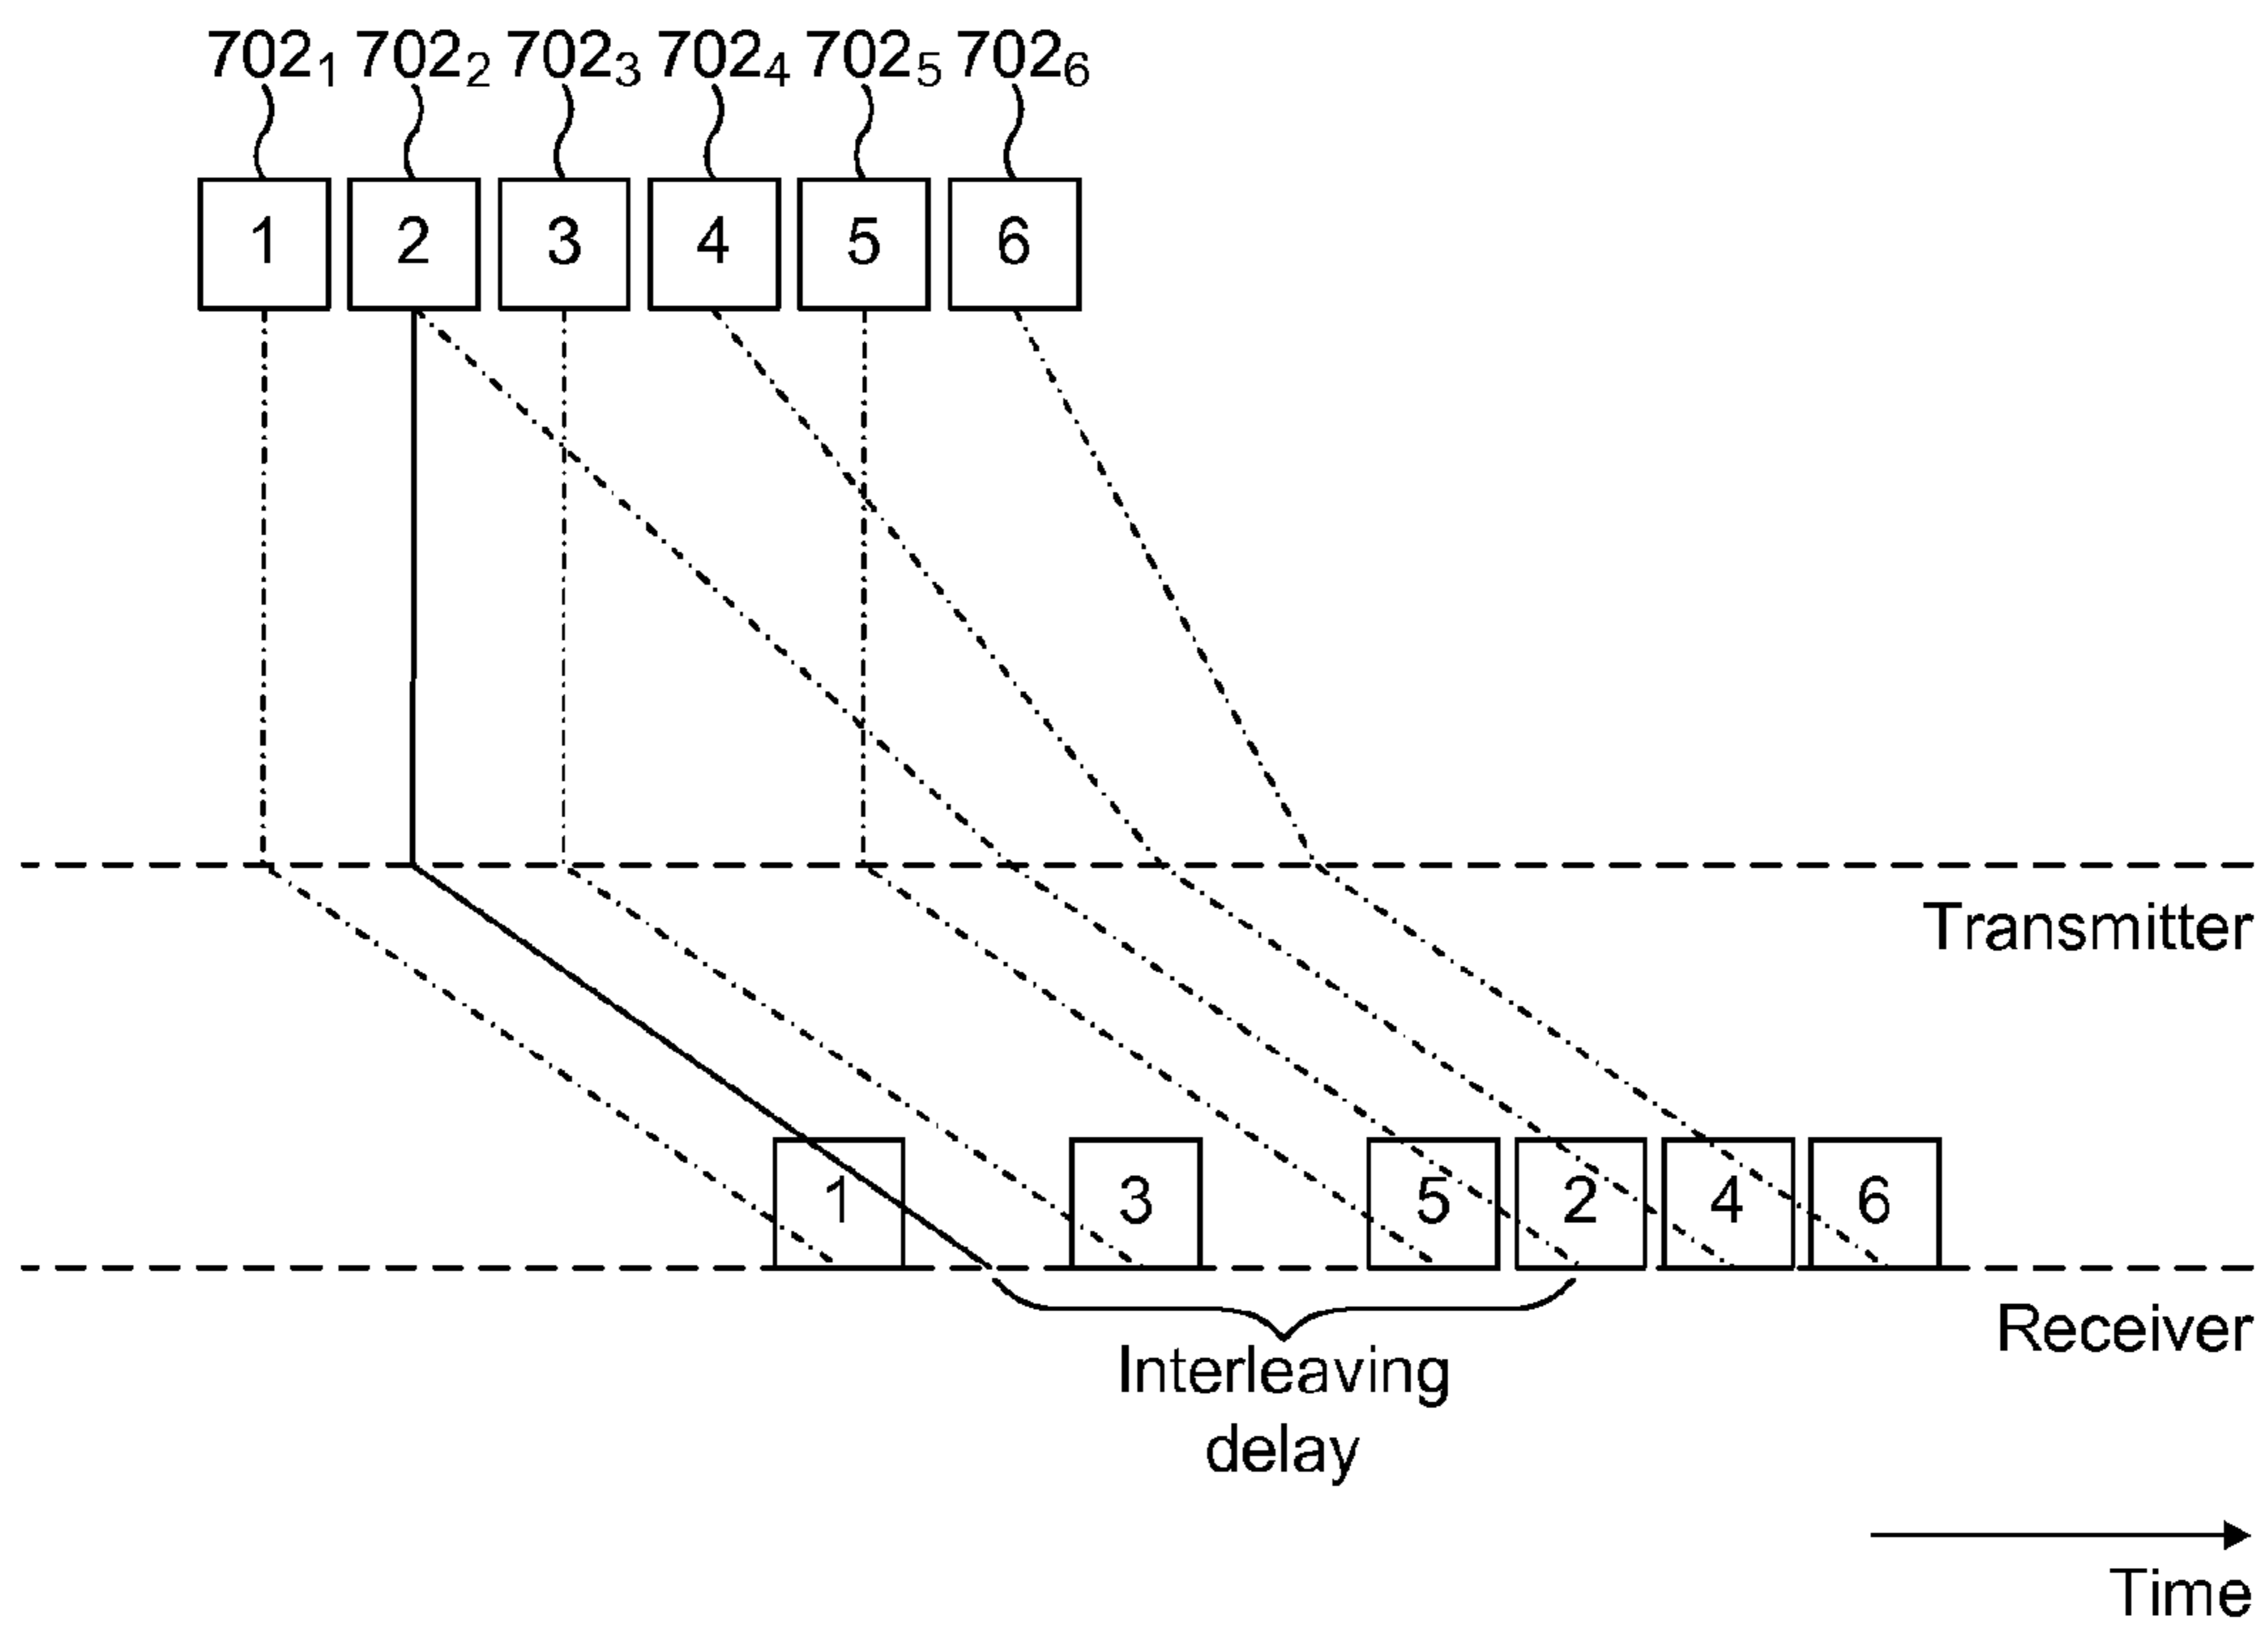 702₁ 702₂ 702₃ 702₄ 702₅ 702₆
1 2 3 4 5 6
Transmitter
1 3 5 2 4 6
Receiver
Interleaving
delay
Time